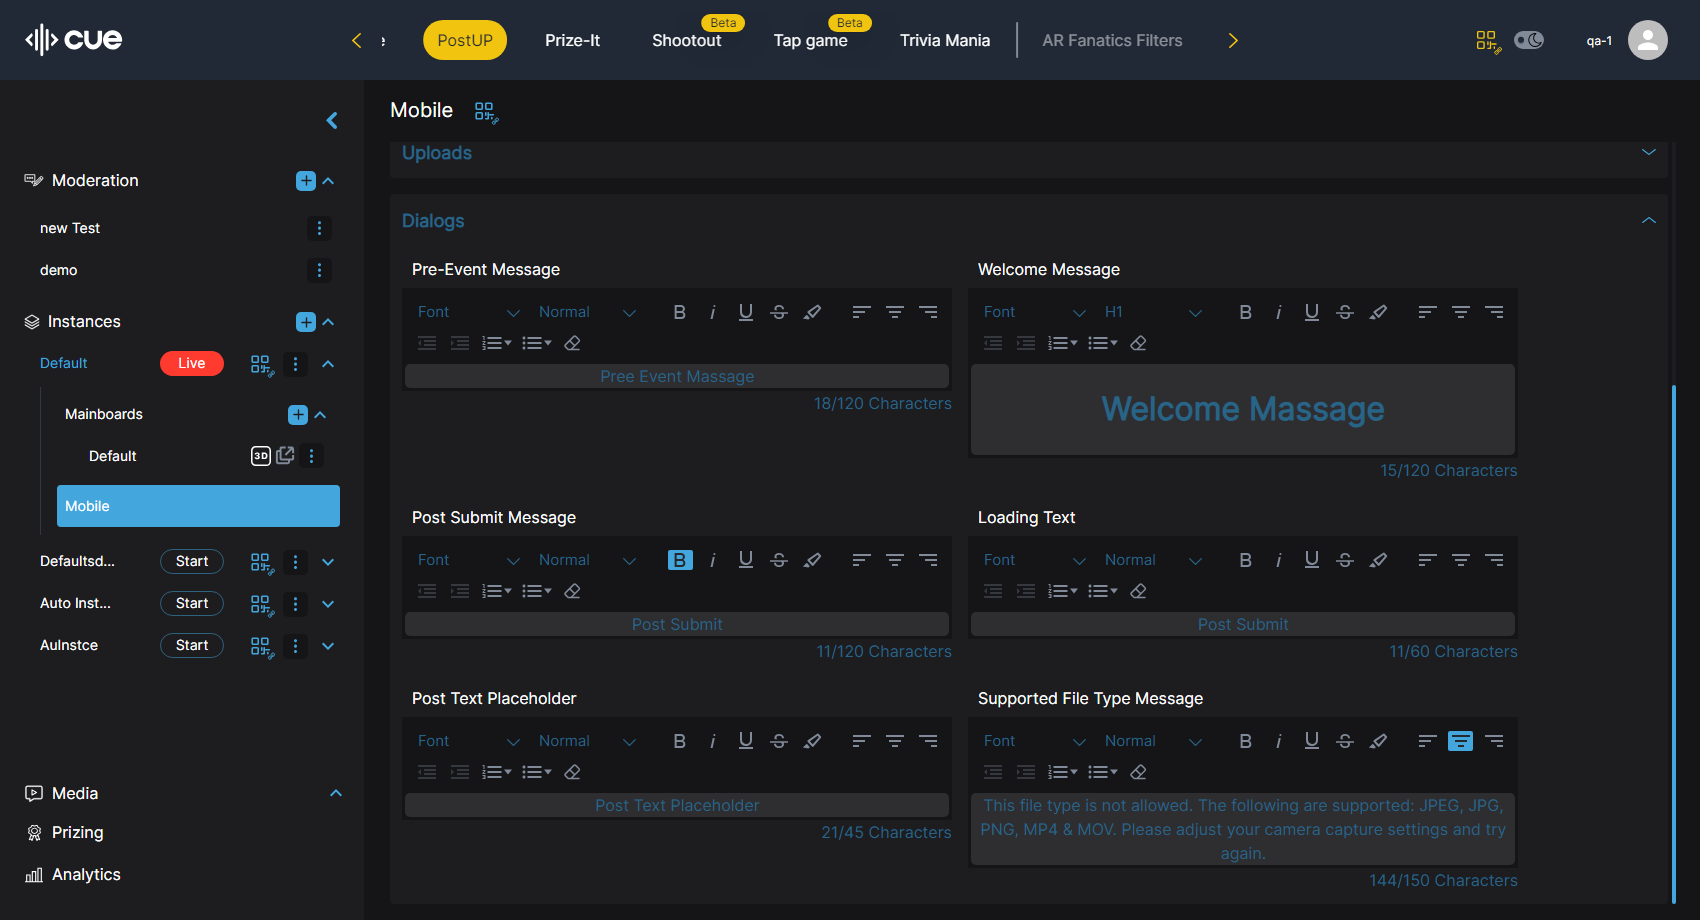 cue
e
PostUP
Prize-It
Beta
Shootout
Beta
Tap game
Trivia Mania
AR Fanatics Filters
qa-1
Moderation
new Test
demo
Instances
Default
Live
Mainboards
Default
3D
Mobile
Defaultsd...
Start
Auto Inst...
Start
AuInstce
Start
Media
Prizing
Analytics
Mobile
Uploads
Dialogs
Pre-Event Message
Font Normal B i U S
Pree Event Massage
18/120 Characters
Welcome Message
Font H1 B i U S
Welcome Massage
15/120 Characters
Post Submit Message
Font Normal B i U S
Post Submit
11/120 Characters
Loading Text
Font Normal B i U S
Post Submit
11/60 Characters
Post Text Placeholder
Font Normal B i U S
Post Text Placeholder
21/45 Characters
Supported File Type Message
Font Normal B i U S
This file type is not allowed. The following are supported: JPEG, JPG,
PNG, MP4 & MOV. Please adjust your camera capture settings and try
again.
144/150 Characters